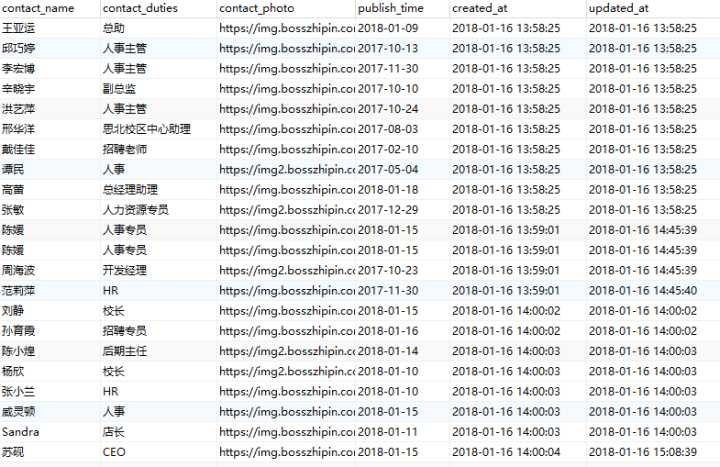 contact_name contact_duties contact_photo publish_time created_at updated_at
王亚运 总助 https://img.bosszhipin.co 2018-01-09 2018-01-16 13:58:25 2018-01-16 13:58:25
邱巧婷 人事主管 https://img.bosszhipin.co 2017-10-13 2018-01-16 13:58:25 2018-01-16 13:58:25
李宏博 人事主管 https://img.bosszhipin.co 2017-11-30 2018-01-16 13:58:25 2018-01-16 13:58:25
辛晓宇 副总监 https://img.bosszhipin.co 2017-10-10 2018-01-16 13:58:25 2018-01-16 13:58:25
洪艺萍 人事主管 https://img.bosszhipin.co 2017-10-24 2018-01-16 13:58:25 2018-01-16 13:58:25
邢华洋 思北校区中心助理 https://img.bosszhipin.co 2017-08-03 2018-01-16 13:58:25 2018-01-16 13:58:25
戴佳佳 招聘老师 https://img.bosszhipin.co 2017-02-10 2018-01-16 13:58:25 2018-01-16 13:58:25
谭民 人事 https://img2.bosszhipin.c 2017-05-04 2018-01-16 13:58:25 2018-01-16 13:58:25
高蕾 总经理助理 https://img.bosszhipin.co 2018-01-18 2018-01-16 13:58:25 2018-01-16 13:58:25
张敏 人力资源专员 https://img2.bosszhipin.c 2017-12-29 2018-01-16 13:58:25 2018-01-16 13:58:25
陈媛 人事专员 https://img.bosszhipin.co 2018-01-15 2018-01-16 13:59:01 2018-01-16 14:45:39
陈媛 人事专员 https://img.bosszhipin.co 2018-01-15 2018-01-16 13:59:01 2018-01-16 14:45:39
周海波 开发经理 https://img2.bosszhipin.c 2017-10-23 2018-01-16 13:59:01 2018-01-16 14:45:39
范莉萍 HR https://img.bosszhipin.co 2017-11-30 2018-01-16 13:59:01 2018-01-16 14:45:40
刘静 校长 https://img.bosszhipin.co 2018-01-15 2018-01-16 14:00:02 2018-01-16 14:00:02
孙育霞 招聘专员 https://img.bosszhipin.co 2018-01-16 2018-01-16 14:00:02 2018-01-16 14:00:02
陈小煌 后期主任 https://img2.bosszhipin.c 2018-01-14 2018-01-16 14:00:03 2018-01-16 14:00:03
杨欣 校长 https://img2.bosszhipin.c 2018-01-10 2018-01-16 14:00:03 2018-01-16 14:00:03
张小兰 HR https://img.bosszhipin.co 2018-01-10 2018-01-16 14:00:03 2018-01-16 14:00:03
威灵顿 人事 https://img.bosszhipin.co 2018-01-15 2018-01-16 14:00:03 2018-01-16 14:00:03
Sandra 店长 https://img.bosszhipin.co 2018-01-11 2018-01-16 14:00:03 2018-01-16 14:00:03
苏砚 CEO https://img.bosszhipin.co 2018-01-15 2018-01-16 14:00:04 2018-01-16 15:08:39